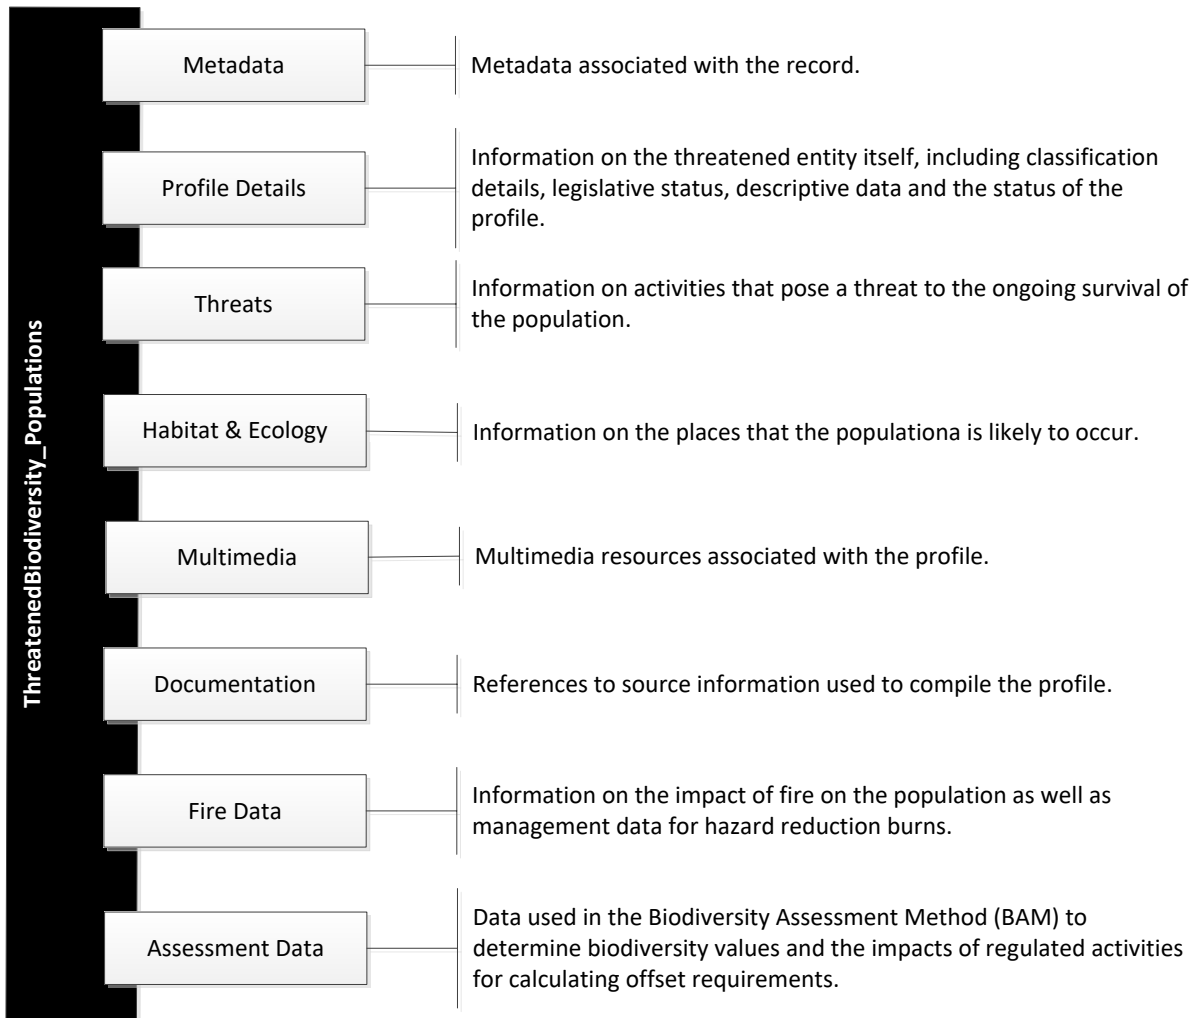 ThreatenedBiodiversity_Populations
Metadata
Metadata associated with the record.
Profile Details
Information on the threatened entity itself, including classification
details, legislative status, descriptive data and the status of the
profile.
Threats
Information on activities that pose a threat to the ongoing survival of
the population.
Habitat & Ecology
Information on the places that the populationa is likely to occur.
Multimedia
Multimedia resources associated with the profile.
Documentation
References to source information used to compile the profile.
Fire Data
Information on the impact of fire on the population as well as
management data for hazard reduction burns.
Assessment Data
Data used in the Biodiversity Assessment Method (BAM) to
determine biodiversity values and the impacts of regulated activities
for calculating offset requirements.